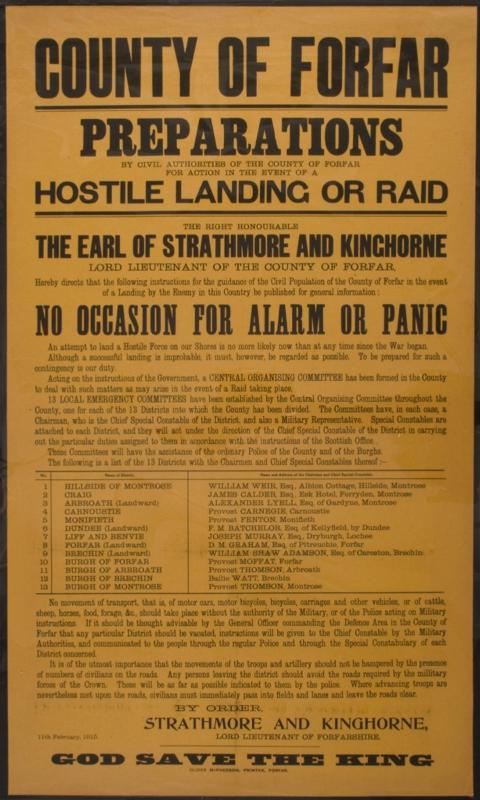 COUNTY OF FORFAR
PREPARATIONS
BY CIVIL AUTHORITIES OF THE COUNTY OF FORFAR
FOR ACTION IN THE EVENT OF A
HOSTILE LANDING OR RAID
THE RIGHT HONOURABLE
THE EARL OF STRATHMORE AND KINGHORNE
LORD LIEUTENANT OF THE COUNTY OF FORFAR,
Hereby directs that the following instructions for the guidance of the Civil Population of the County of Forfar in the event
of a Landing by the Enemy in this Country be published for general information:
NO OCCASION FOR ALARM OR PANIC
An attempt to land a Hostile Force on our Shores is no more likely now than at any time since the War began.
Although a successful landing is improbable, it must, however, be regarded as possible. To be prepared for such a
contingency is our duty.
Acting on the instructions of the Government, a CENTRAL ORGANISING COMMITTEE has been formed in the County
to deal with such matters as may arise in the event of a Raid taking place.
13 LOCAL EMERGENCY COMMITTEES have been established by the Central Organising Committee throughout the
County, one for each of the 13 Districts into which the County has been divided. The Committees have, in each case, a
Chairman, who is the Chief Special Constable of the District, and also a Military Representative. Special Constables are
attached to each District, and they will act under the direction of the Chief Special Constable of the District in carrying
out the particular duties assigned to them in accordance with the instructions of the Scottish Office.
These Committees will have the assistance of the ordinary Police of the County and of the Burghs.
The following is a list of the 13 Districts with the Chairmen and Chief Special Constables thereof:—
No. Name of District. Name and Address of the Chairman and Chief Special Constable.
1 HILLSIDE OF MONTROSE WILLIAM WEIR, Esq., Albion Cottage, Hillside, Montrose
2 CRAIG JAMES CALDER, Esq., Esk Hotel, Ferryden, Montrose
3 ARBROATH (Landward) ALEXANDER LYELL, Esq. of Gardyne, Montrose
4 CARNOUSTIE Provost CARNEGIE, Carnoustie
5 MONIFIETH Provost FENTON, Monifieth
6 DUNDEE (Landward) F. M. BATCHELOR, Esq. of Kellyfield, by Dundee
7 LIFF AND BENVIE JOSEPH MURRAY, Esq., Dryburgh, Lochee
8 FORFAR (Landward) D. M. GRAHAM, Esq. of Pitreuchie, Forfar
9 BRECHIN (Landward) WILLIAM SHAW ADAMSON, Esq. of Careston, Brechin
10 BURGH OF FORFAR Provost MOFFAT, Forfar
11 BURGH OF ARBROATH Provost THOMSON, Arbroath
12 BURGH OF BRECHIN Bailie WATT, Brechin
13 BURGH OF MONTROSE Provost THOMSON, Montrose
No movement of transport, that is, of motor cars, motor bicycles, bicycles, carriages and other vehicles, or of cattle,
sheep, horses, food, forage, &c., should take place without the authority of the Military, or of the Police acting on Military
instructions. If it should be thought advisable by the General Officer commanding the Defence Area in the County of
Forfar that any particular District should be vacated, instructions will be given to the Chief Constable by the Military
Authorities, and communicated to the people through the regular Police and through the Special Constabulary of each
District concerned.
It is of the utmost importance that the movements of the troops and artillery should not be hampered by the presence
of numbers of civilians on the roads. Any persons leaving the district should avoid the roads required by the military
forces of the Crown. These will be as far as possible indicated to them by the police. Where advancing troops are
nevertheless met upon the roads, civilians must immediately pass into fields and lanes and leave the roads clear.
BY ORDER,
STRATHMORE AND KINGHORNE,
11th February, 1915. LORD LIEUTENANT OF FORFARSHIRE.
GOD SAVE THE KING
OLIVER MCPHERSON, PRINTER, FORFAR.